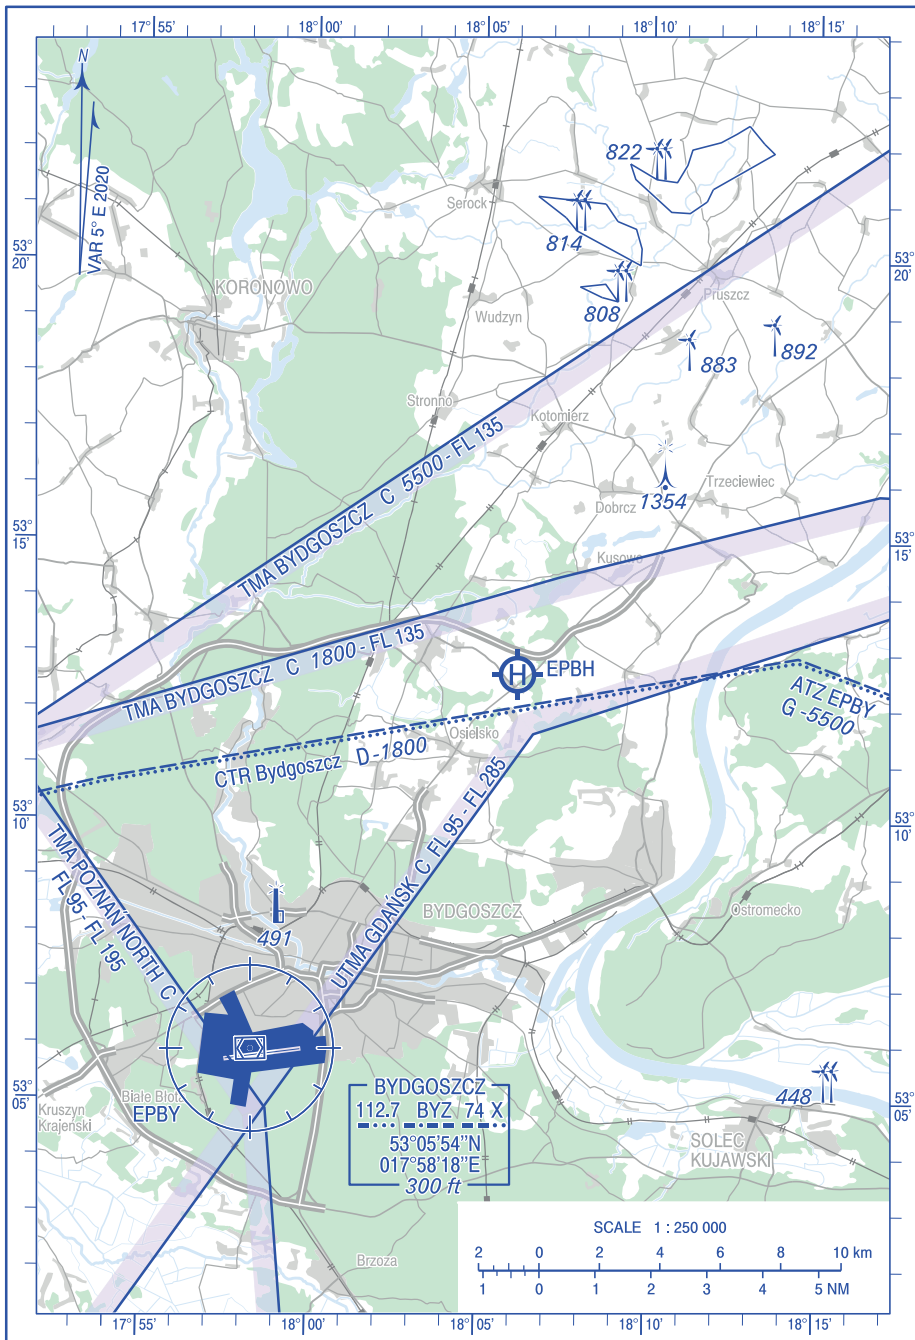 17°55' 18°00' 18°05' 18°10' 18°15'
N
VAR 5° E 2020
822
Serock
814
53°
20'
53°
20'
KORONOWO
Pruszcz
808
Wudzyn
883
892
Stronno
Kotomierz
TMA BYDGOSZCZ C 5500 - FL 135
Trzeciewiec
1354
Dobrcz
53°
15'
53°
15'
Kusowo
TMA BYDGOSZCZ C 1800 - FL 135
EPBH
ATZ EPBY
G -5500
Osielsko
CTR Bydgoszcz D-1800
53°
10'
53°
10'
TMA POZNAŃ NORTH C
FL 95 - FL 195
UTMA GDAŃSK C FL 95 - FL 285
BYDGOSZCZ
Ostromecko
491
53°
05'
53°
05'
Białe Błota
EPBY
Kruszyn
Krajeński
BYDGOSZCZ
112.7 BYZ 74 X
53°05'54"N
017°58'18"E
300 ft
448
SOLEC
KUJAWSKI
Brzoza
SCALE 1 : 250 000
2 0 2 4 6 8 10 km
1 0 1 2 3 4 5 NM
17°55' 18°00' 18°05' 18°10' 18°15'